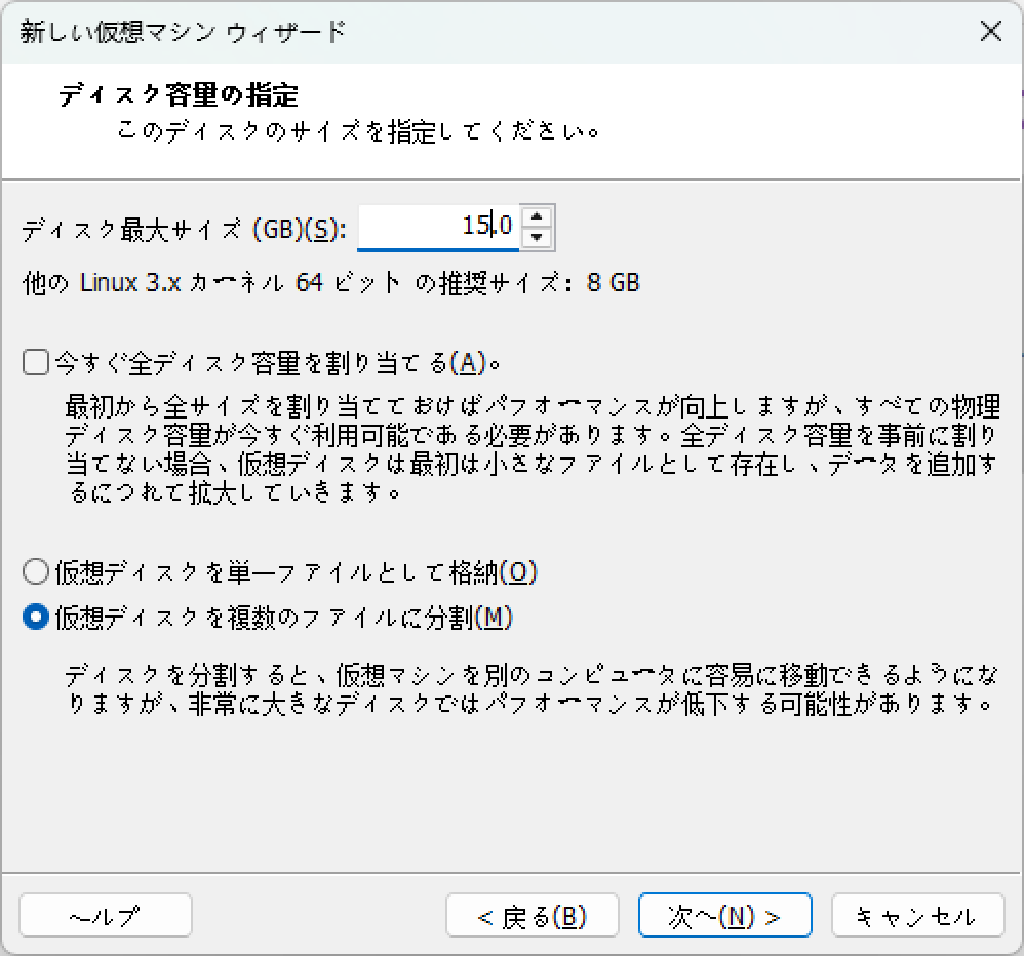 新しい仮想マシン ウィザード
ディスク容量の指定
このディスクのサイズを指定してください。
ディスク最大サイズ (GB)(S): 15.0
他の Linux 3.x カーネル 64 ビット の推奨サイズ: 8 GB
今すぐ全ディスク容量を割り当てる(A)。
最初から全サイズを割り当てておけばパフォーマンスが向上しますが、すべての物理
ディスク容量が今すぐ利用可能である必要があります。全ディスク容量を事前に割り
当てない場合、仮想ディスクは最初は小さなファイルとして存在し、データを追加す
るにつれて拡大していきます。
仮想ディスクを単一ファイルとして格納(O)
仮想ディスクを複数のファイルに分割(M)
ディスクを分割すると、仮想マシンを別のコンピュータに容易に移動できるようにな
りますが、非常に大きなディスクではパフォーマンスが低下する可能性があります。
ヘルプ < 戻る(B) 次へ(N) > キャンセル